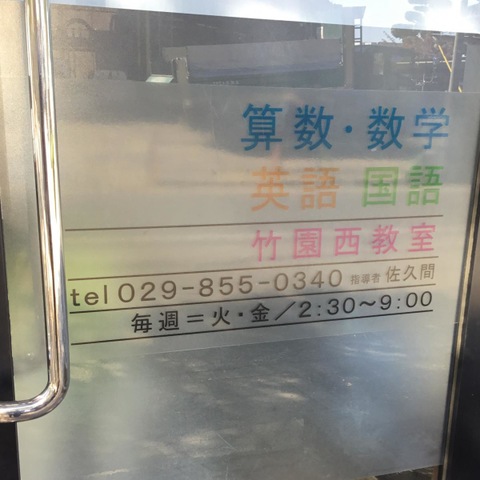 算数・数学
英語 国語
竹園西教室
tel 029-855-0340 指導者 佐久間
毎週＝火・金／2:30〜9:00